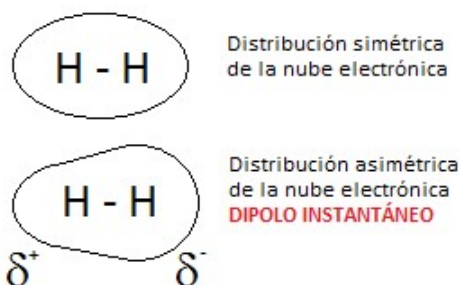 H - H
Distribución simétrica
de la nube electrónica
H - H
Distribución asimétrica
de la nube electrónica
DIPOLO INSTANTÁNEO
δ⁺ δ⁻